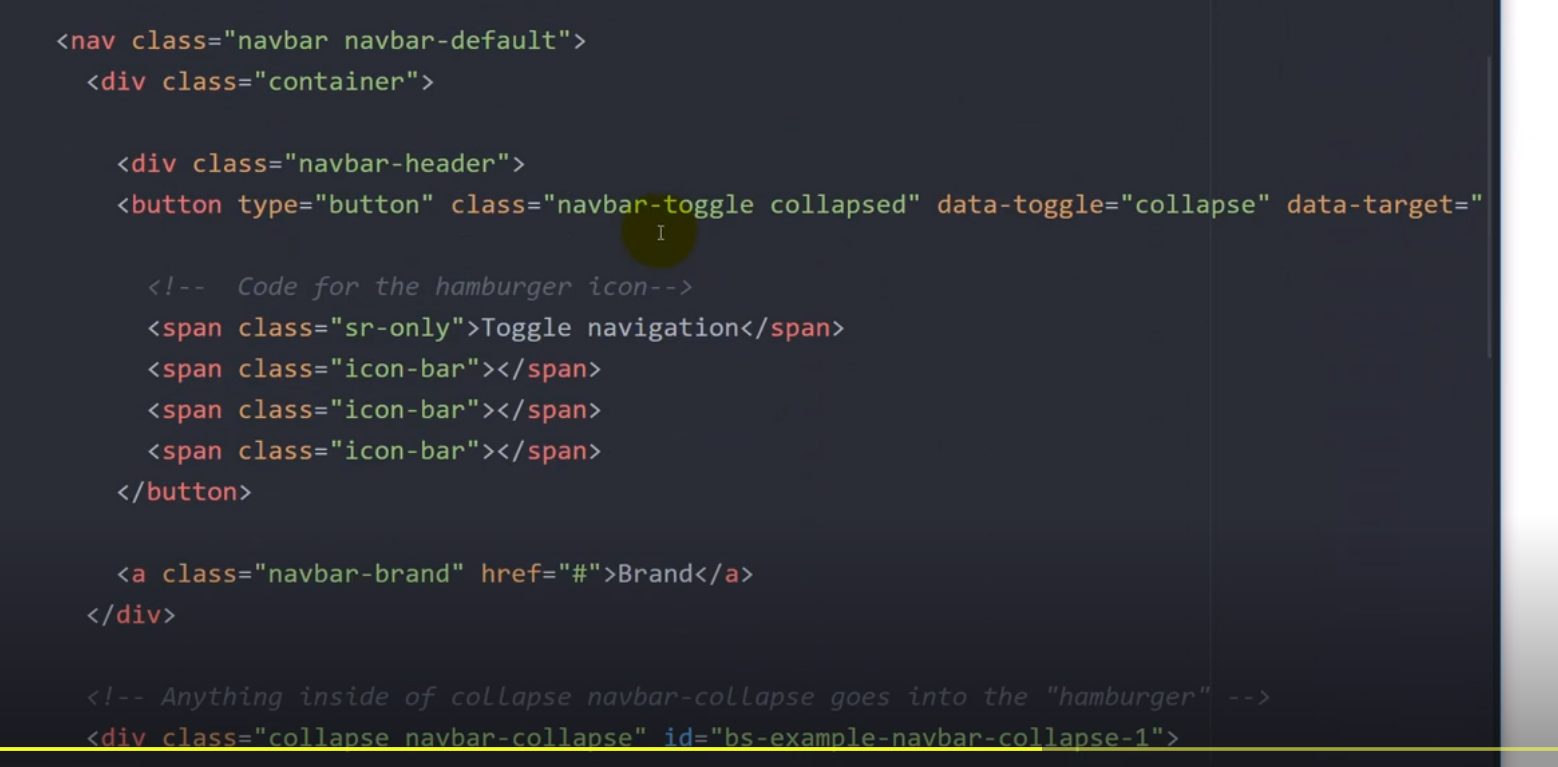 <nav class="navbar navbar-default">
<div class="container">
<div class="navbar-header">
<button type="button" class="navbar-toggle collapsed" data-toggle="collapse" data-target="
<!--  Code for the hamburger icon-->
<span class="sr-only">Toggle navigation</span>
<span class="icon-bar"></span>
<span class="icon-bar"></span>
<span class="icon-bar"></span>
</button>
<a class="navbar-brand" href="#">Brand</a>
</div>
<!-- Anything inside of collapse navbar-collapse goes into the "hamburger" -->
<div class="collapse navbar-collapse" id="bs-example-navbar-collapse-1">